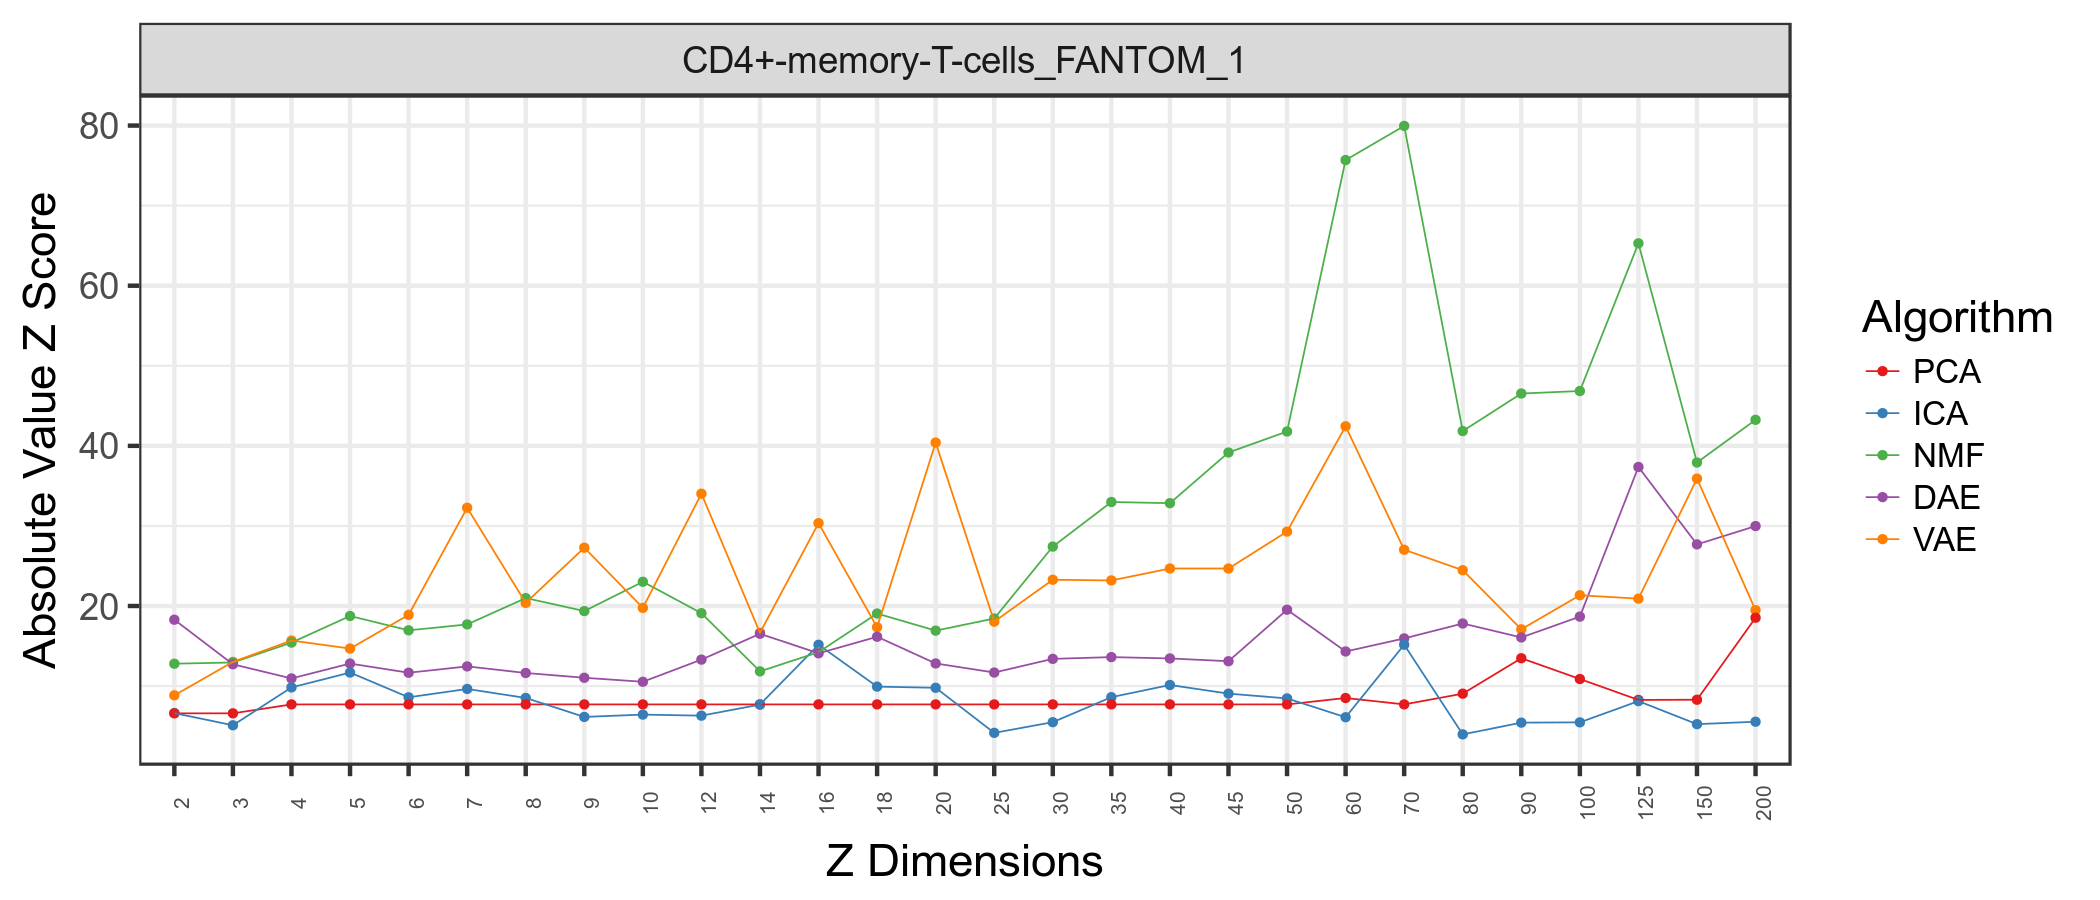 CD4+-memory-T-cells_FANTOM_1
Absolute Value Z Score
80
60
40
20
2 3 4 5 6 7 8 9 10 12 14 16 18 20 25 30 35 40 45 50 60 70 80 90 100 125 150 200
Z Dimensions
Algorithm
PCA
ICA
NMF
DAE
VAE